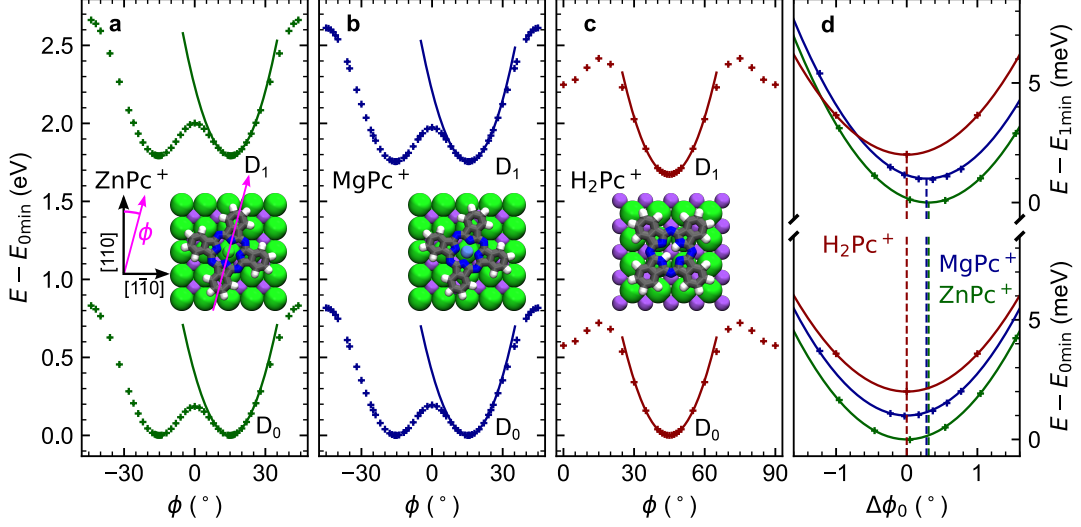 a
b
c
d
2.5
2.0
1.5
1.0
0.5
0.0
E − E0min (eV)
ZnPc+
D1
D0
[110]
[11̅0]
ϕ
−30
0
30
ϕ (°)
MgPc+
D1
D0
−30
0
30
ϕ (°)
H2Pc+
D1
D0
0
30
60
90
ϕ (°)
5
0
E − E1min (meV)
H2Pc+
MgPc+
ZnPc+
5
0
E − E0min (meV)
−1
0
1
Δϕ0 (°)